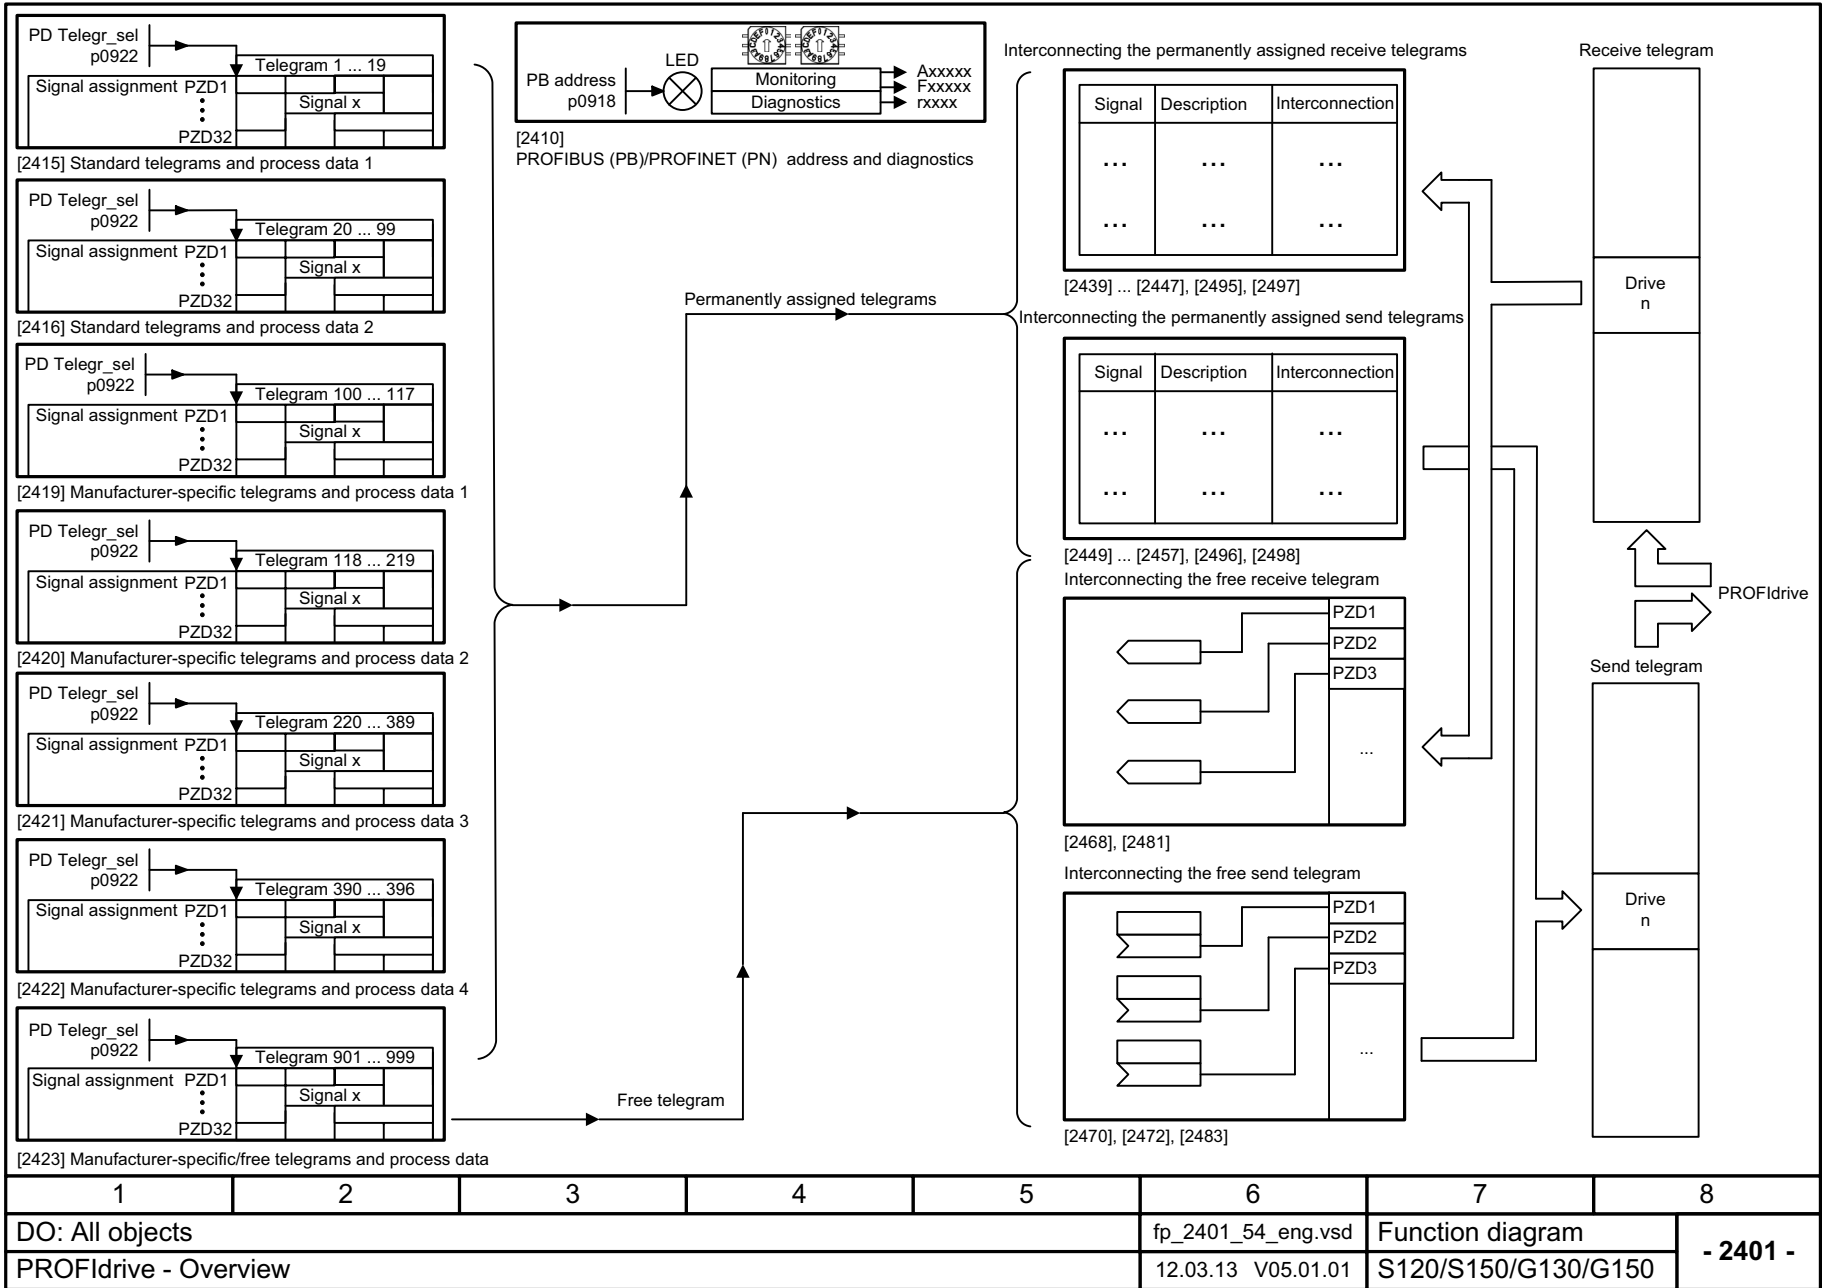 PD Telegr_sel
p0922
Telegram 1 ... 19
Signal assignment PZD1
Signal x
PZD32
[2415] Standard telegrams and process data 1
PD Telegr_sel
p0922
Telegram 20 ... 99
Signal assignment PZD1
Signal x
PZD32
[2416] Standard telegrams and process data 2
PD Telegr_sel
p0922
Telegram 100 ... 117
Signal assignment PZD1
Signal x
PZD32
[2419] Manufacturer-specific telegrams and process data 1
PD Telegr_sel
p0922
Telegram 118 ... 219
Signal assignment PZD1
Signal x
PZD32
[2420] Manufacturer-specific telegrams and process data 2
PD Telegr_sel
p0922
Telegram 220 ... 389
Signal assignment PZD1
Signal x
PZD32
[2421] Manufacturer-specific telegrams and process data 3
PD Telegr_sel
p0922
Telegram 390 ... 396
Signal assignment PZD1
Signal x
PZD32
[2422] Manufacturer-specific telegrams and process data 4
PD Telegr_sel
p0922
Telegram 901 ... 999
Signal assignment PZD1
Signal x
PZD32
[2423] Manufacturer-specific/free telegrams and process data
PB address
p0918
LED
Monitoring
Diagnostics
Axxxxx
Fxxxxx
rxxxx
[2410]
PROFIBUS (PB)/PROFINET (PN) address and diagnostics
Permanently assigned telegrams
Free telegram
Interconnecting the permanently assigned receive telegrams
Signal Description Interconnection
... ... ...
... ... ...
[2439] ... [2447], [2495], [2497]
Interconnecting the permanently assigned send telegrams
Signal Description Interconnection
... ... ...
... ... ...
[2449] ... [2457], [2496], [2498]
Interconnecting the free receive telegram
PZD1
PZD2
PZD3
...
[2468], [2481]
Interconnecting the free send telegram
PZD1
PZD2
PZD3
...
[2470], [2472], [2483]
Receive telegram
Drive
n
PROFIdrive
Send telegram
Drive
n
1 2 3 4 5 6 7 8
DO: All objects
fp_2401_54_eng.vsd
Function diagram
- 2401 -
PROFIdrive - Overview
12.03.13 V05.01.01
S120/S150/G130/G150